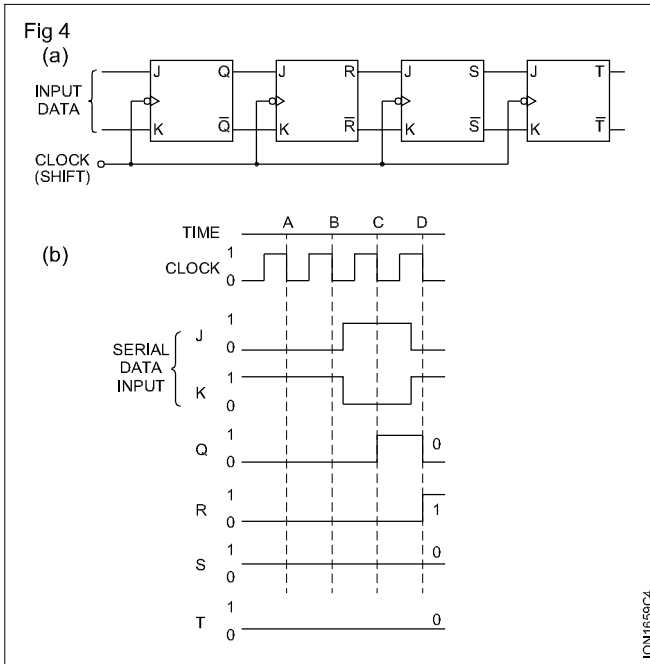 Fig 4
(a)
J Q J R J S J T
INPUT
DATA
K Q̅ K R̅ K S̅ K T̅
CLOCK
(SHIFT)
A B C D
TIME
(b)
1
CLOCK
0
1
J
0
SERIAL
DATA
INPUT
1
K
0
1
Q 0
0
1
R 1
0
1 0
S
0
1
T 0
0
ION1659C4